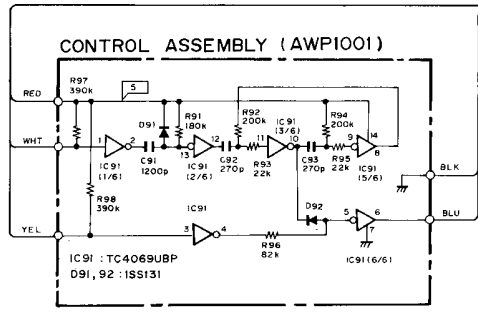 CONTROL ASSEMBLY (AWP1001)
R97
390k
5
RED
D91
R91
180k
R92
200k
IC91
(3/6)
R94
200k
14
WHT
1
2
13
12
11
10
9
8
IC91
(1/6)
C91
1200p
IC91
(2/6)
C92
270p
R93
22k
C93
270p
R95
22k
IC91
(5/6)
R98
390k
BLK
IC91
D92
5
6
BLU
YEL
3
4
7
R96
82k
IC91(6/6)
IC91 : TC4069UBP
D91, 92 : 1SS131